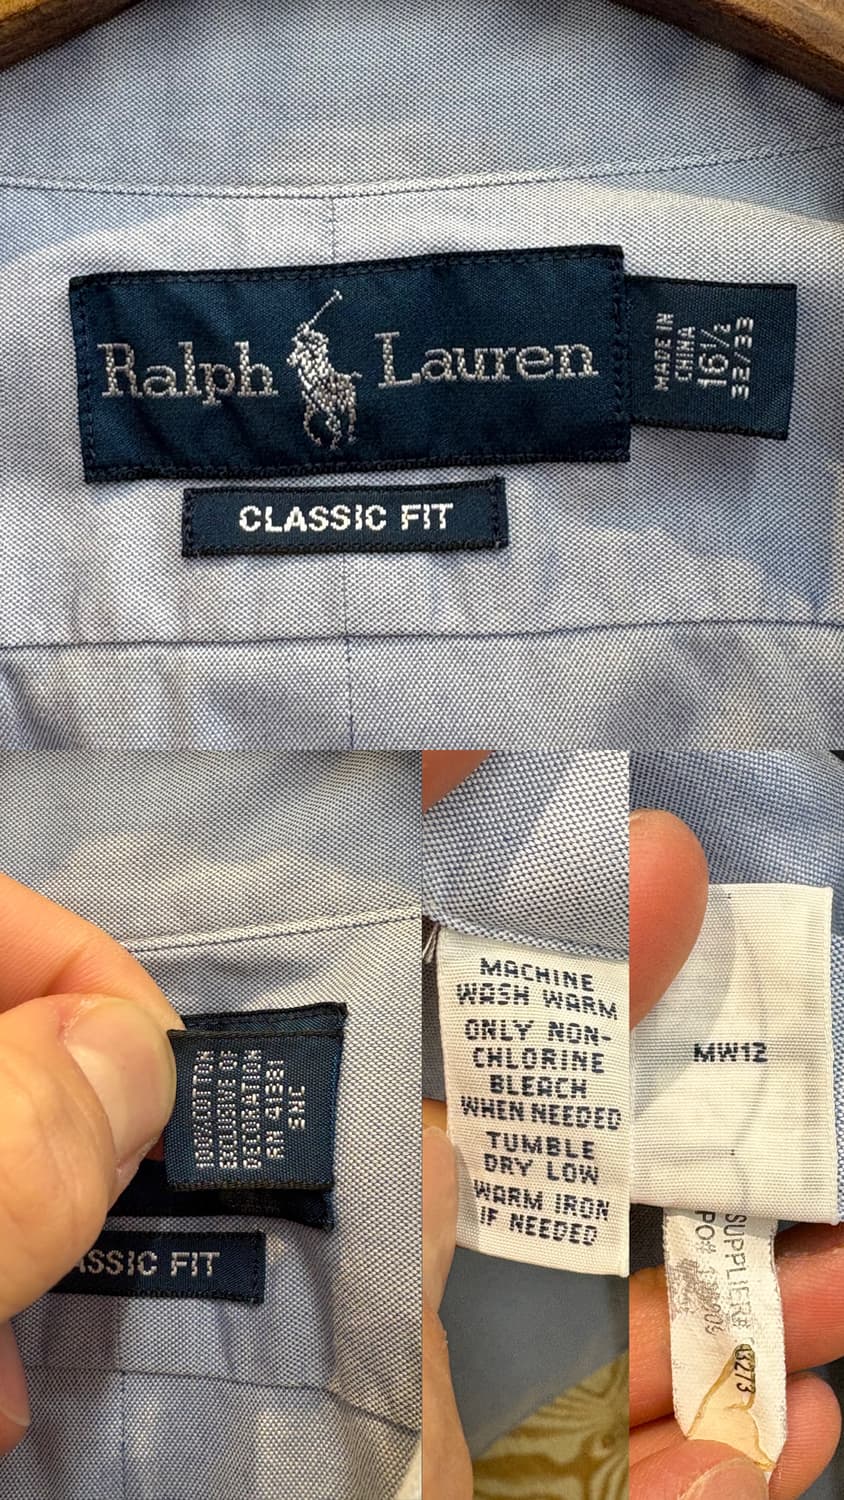 Ralph Lauren
MADE IN
CHINA
16½
32/33
CLASSIC FIT
100% COTTON
EXCLUSIVE OF
DECORATION
RN 41381
ASSIC FIT
MACHINE
WASH WARM
ONLY NON-
CHLORINE
BLEACH
WHEN NEEDED
TUMBLE
DRY LOW
WARM IRON
IF NEEDED
MW12
SUPPLIER#
PO#